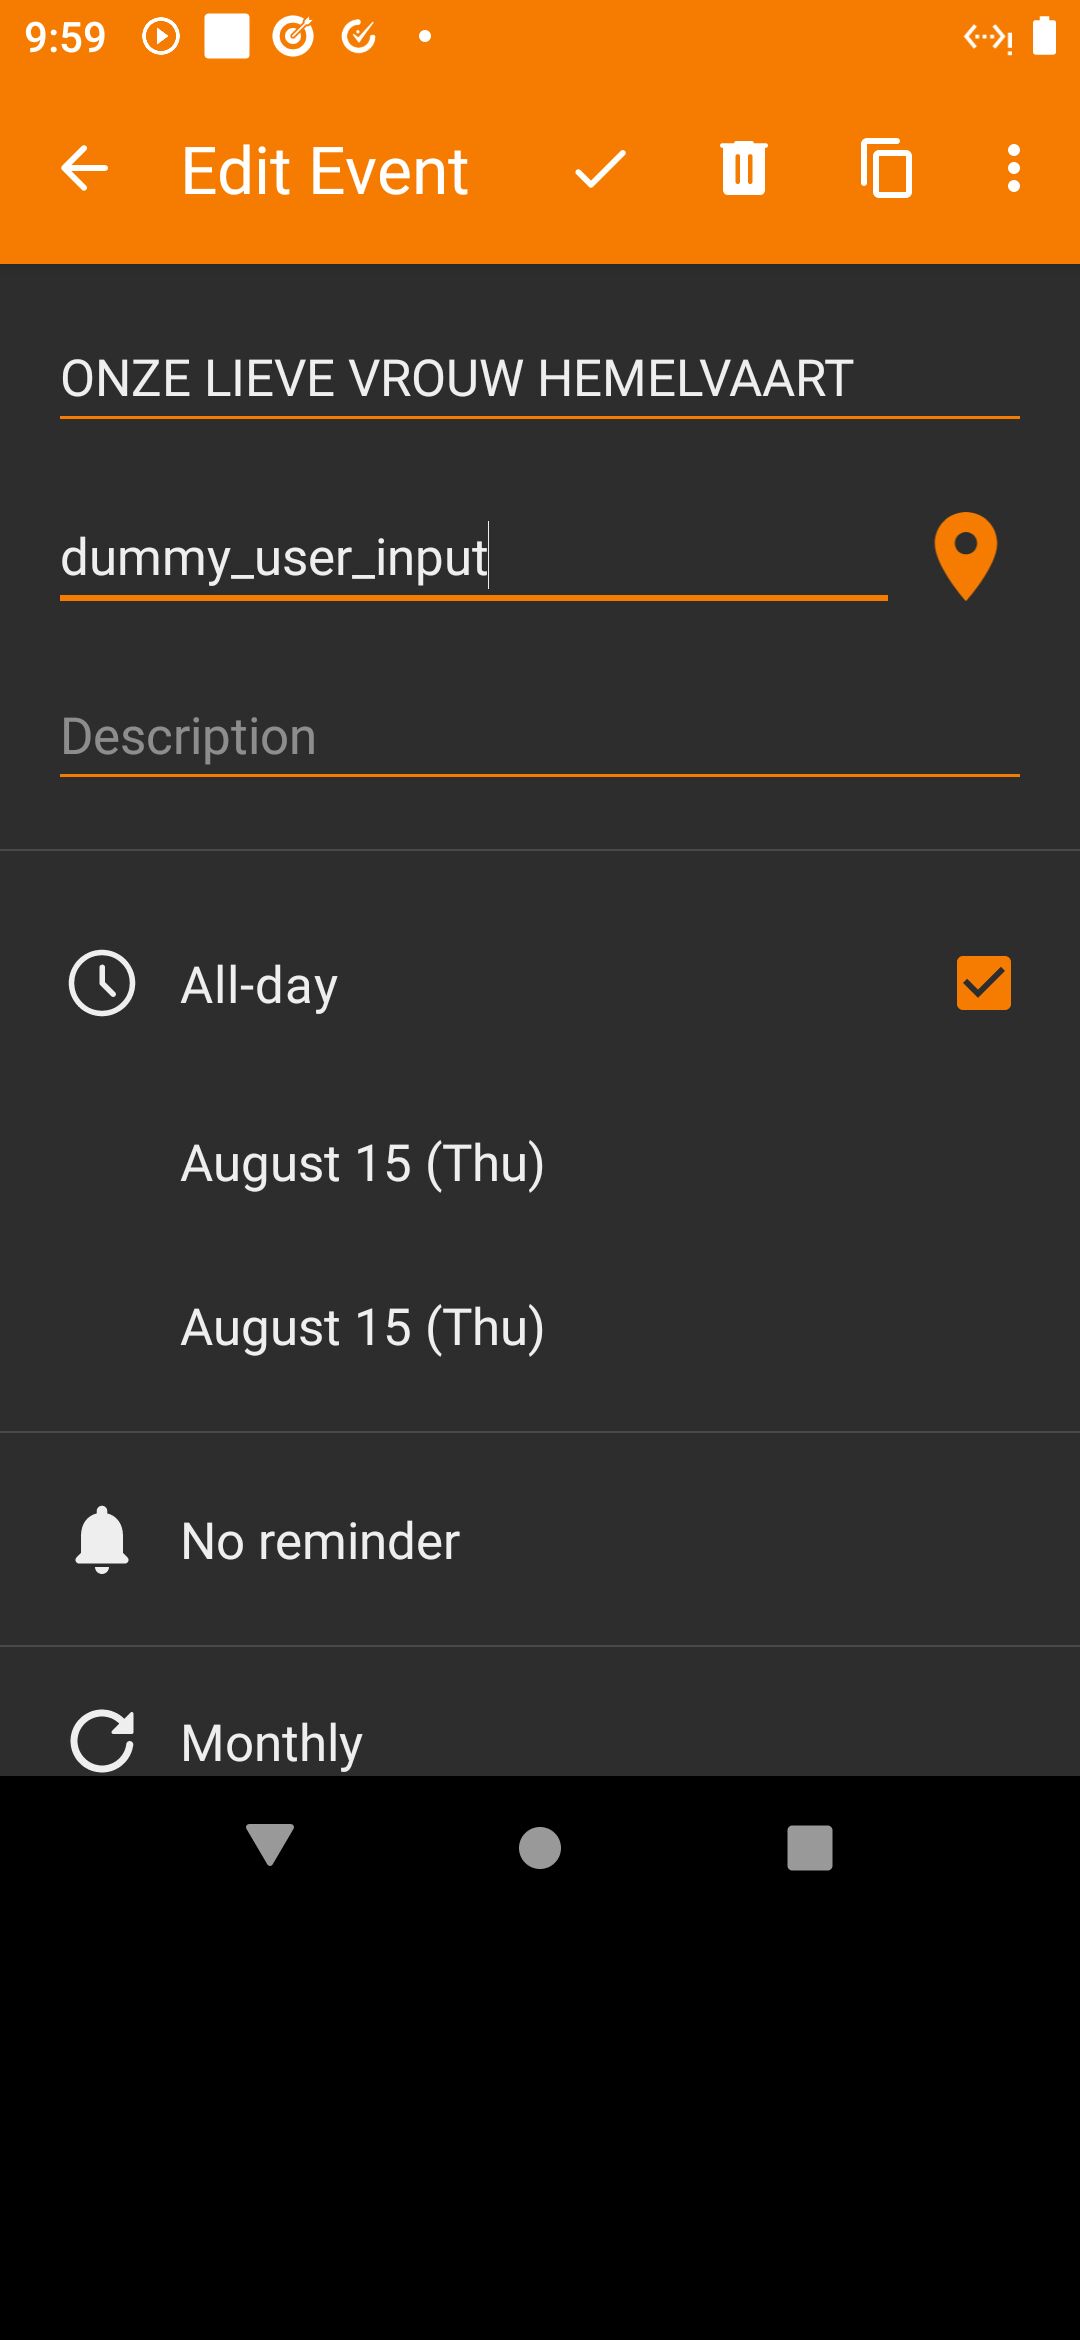 9:59
Edit Event
ONZE LIEVE VROUW HEMELVAART
dummy_user_input
Description
All-day
August 15 (Thu)
August 15 (Thu)
No reminder
Monthly